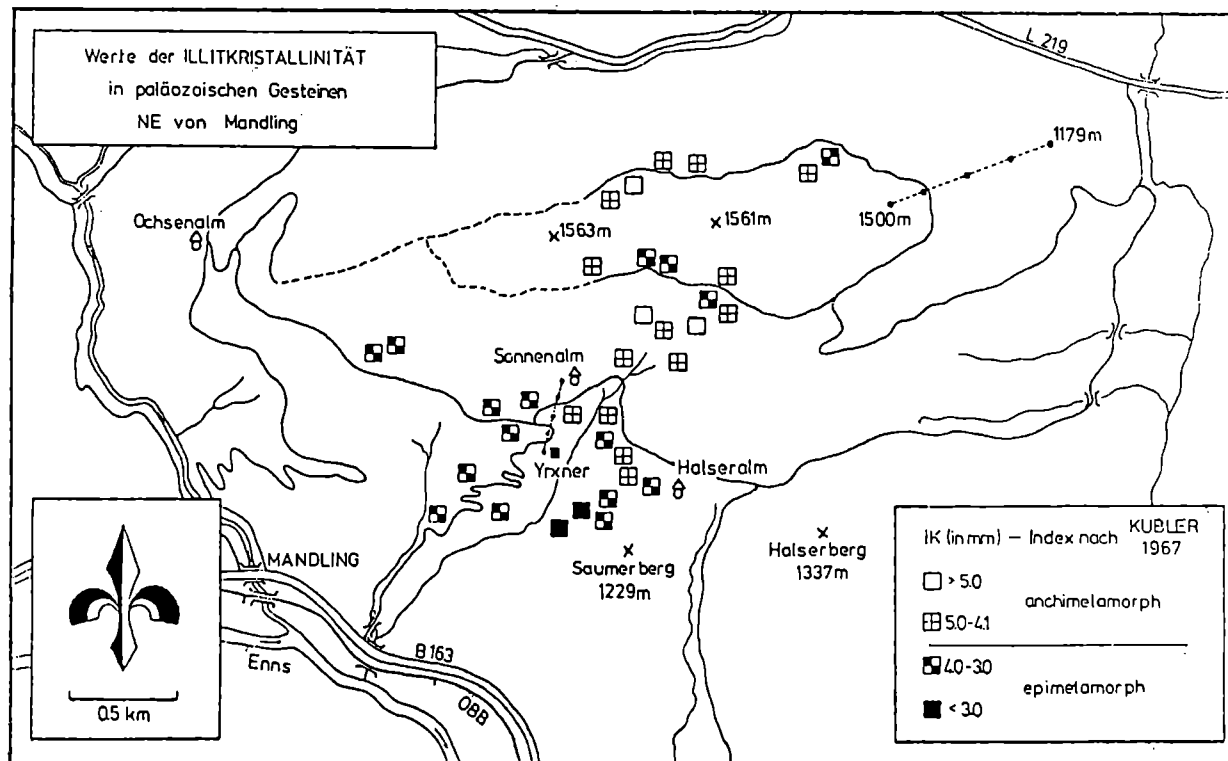 Werte der ILLITKRISTALLINITÄT
in paläozoischen Gesteinen
NE von Mandling
L 219
1179m
Ochsenalm
1563m
1561m
1500m
Sonnenalm
Yrxner
Halseralm
MANDLING
Saumerberg
1229m
Halserberg
1337m
Enns
B 163
ÖBB
0.5 km
IK (in mm) – Index nach KUBLER
1967
> 5.0
anchimetamorph
5.0-4.1
4.0-3.0
epimetamorph
< 3.0